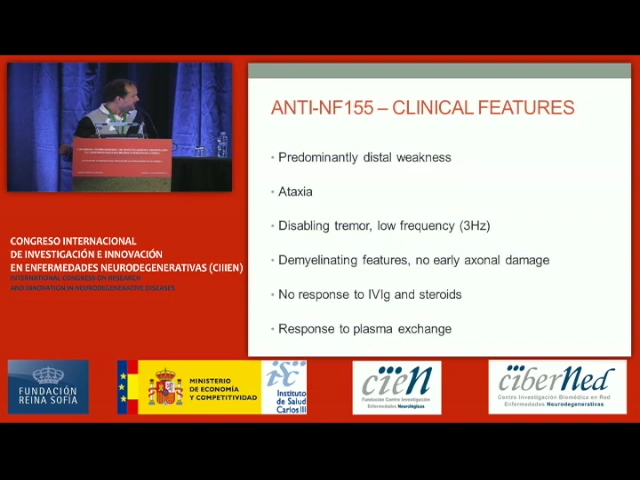 ANTI-NF155 – CLINICAL FEATURES
• Predominantly distal weakness
• Ataxia
• Disabling tremor, low frequency (3Hz)
• Demyelinating features, no early axonal damage
• No response to IVIg and steroids
• Response to plasma exchange
CONGRESO INTERNACIONAL
DE INVESTIGACIÓN E INNOVACIÓN
EN ENFERMEDADES NEURODEGENERATIVAS (CIIIEN)
INTERNATIONAL CONGRESS ON RESEARCH
AND INNOVATION IN NEURODEGENERATIVE DISEASES
FUNDACIÓN
REINA SOFÍA
MINISTERIO
DE ECONOMÍA
Y COMPETITIVIDAD
isc
Instituto
de Salud
Carlos III
cien
Fundación Centro Investigación
Enfermedades Neurológicas
ciberned
Centro Investigación Biomédica en Red
Enfermedades Neurodegenerativas